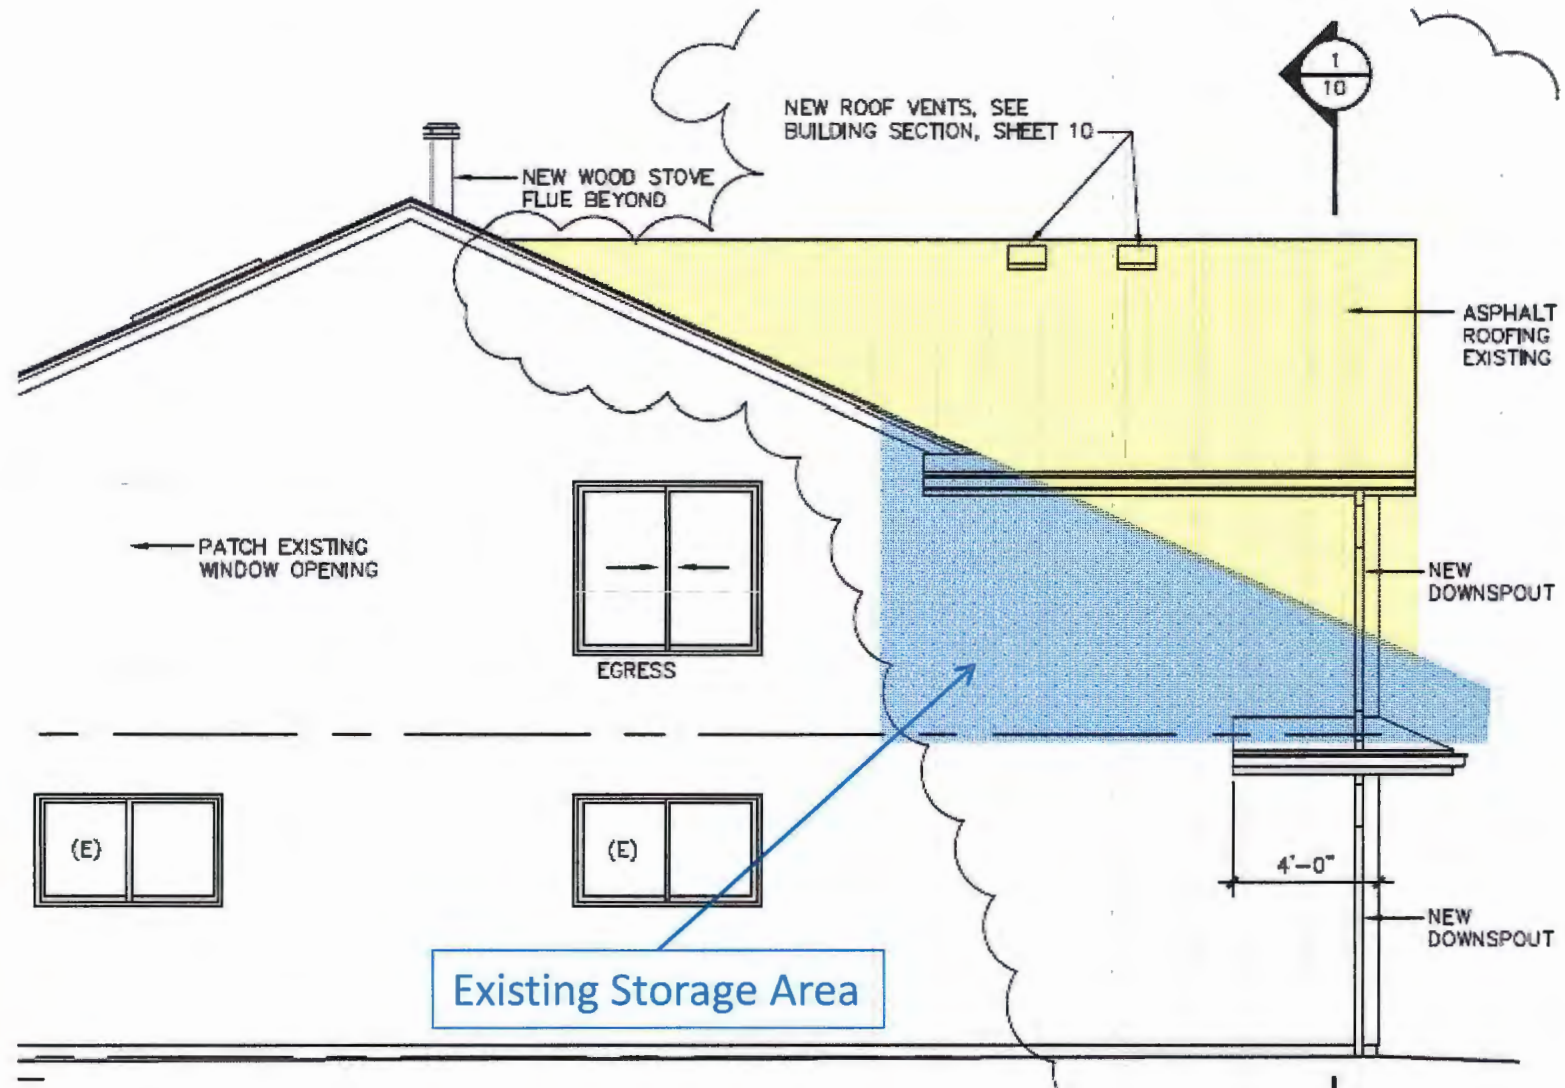 1
10
NEW ROOF VENTS, SEE
BUILDING SECTION, SHEET 10
NEW WOOD STOVE
FLUE BEYOND
ASPHALT
ROOFING
EXISTING
PATCH EXISTING
WINDOW OPENING
NEW
DOWNSPOUT
EGRESS
(E)
(E)
4'-0"
NEW
DOWNSPOUT
Existing Storage Area